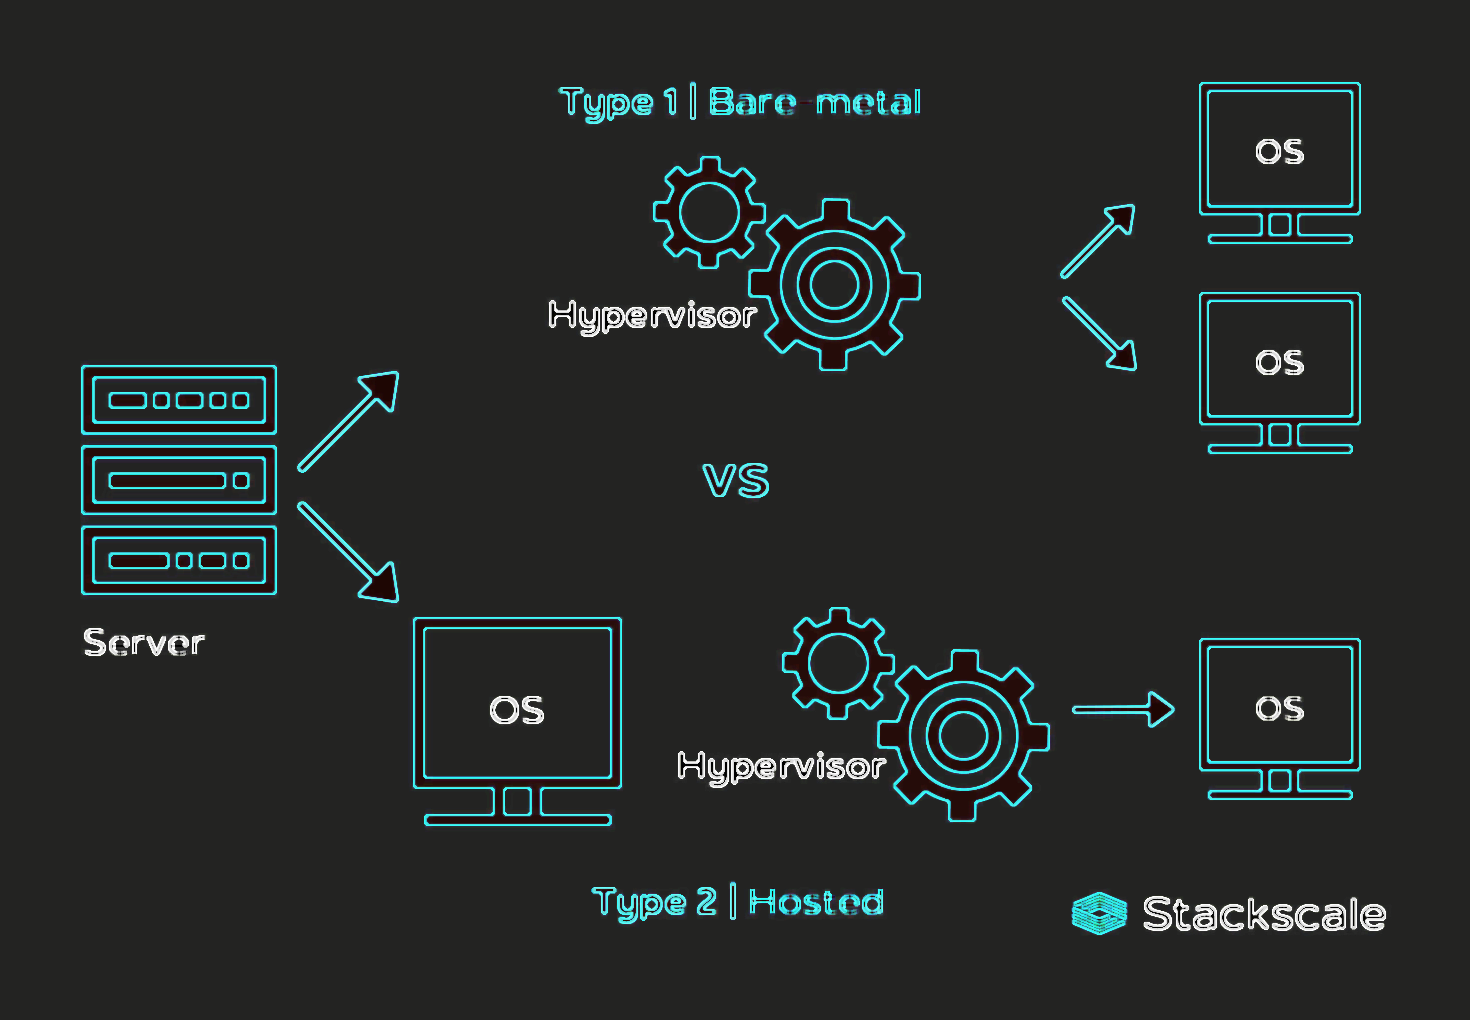 Type 1 | Bare-metal
OS
Hypervisor
OS
VS
Server
OS
Hypervisor
OS
Type 2 | Hosted
Stackscale